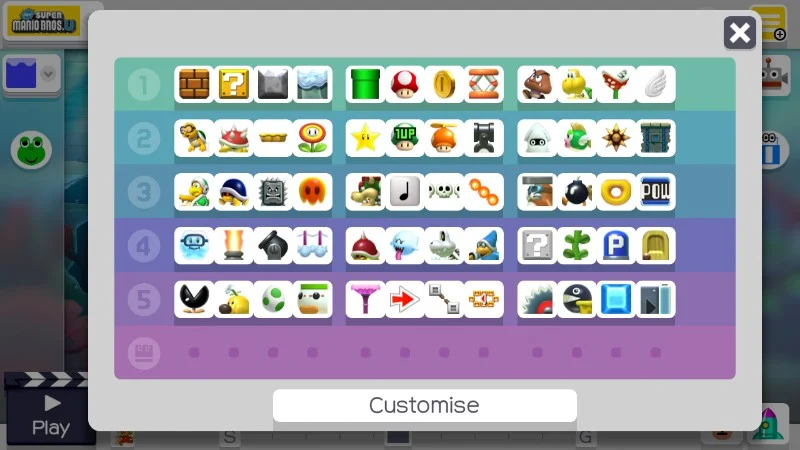 SUPER
MARIO BROS. U
1
?
2
1UP
3
POW
4
?
P
5
Customise
Play
S
G